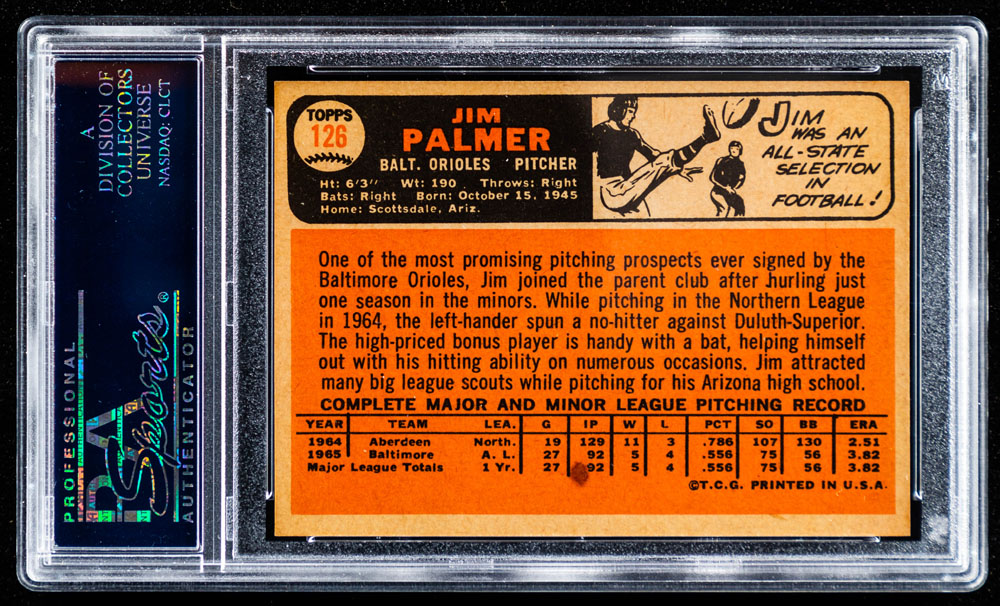 A
DIVISION OF
COLLECTORS
UNIVERSE
NASDAQ: CLCT
PROFESSIONAL
PSA
Sports®
AUTHENTICATOR
TOPPS
126
JIM
PALMER
BALT. ORIOLES PITCHER
Ht: 6'3" Wt: 190 Throws: Right
Bats: Right Born: October 15, 1945
Home: Scottsdale, Ariz.
JIM
WAS AN
ALL-STATE
SELECTION
IN
FOOTBALL!
One of the most promising pitching prospects ever signed by the
Baltimore Orioles, Jim joined the parent club after hurling just
one season in the minors. While pitching in the Northern League
in 1964, the left-hander spun a no-hitter against Duluth-Superior.
The high-priced bonus player is handy with a bat, helping himself
out with his hitting ability on numerous occasions. Jim attracted
many big league scouts while pitching for his Arizona high school.
COMPLETE MAJOR AND MINOR LEAGUE PITCHING RECORD
YEAR TEAM LEA. G IP W L PCT SO BB ERA
1964 Aberdeen North. 19 129 11 3 .786 107 130 2.51
1965 Baltimore A. L. 27 92 5 4 .556 75 56 3.82
Major League Totals 1 Yr. 27 92 5 4 .556 75 56 3.82
©T.C.G. PRINTED IN U.S.A.